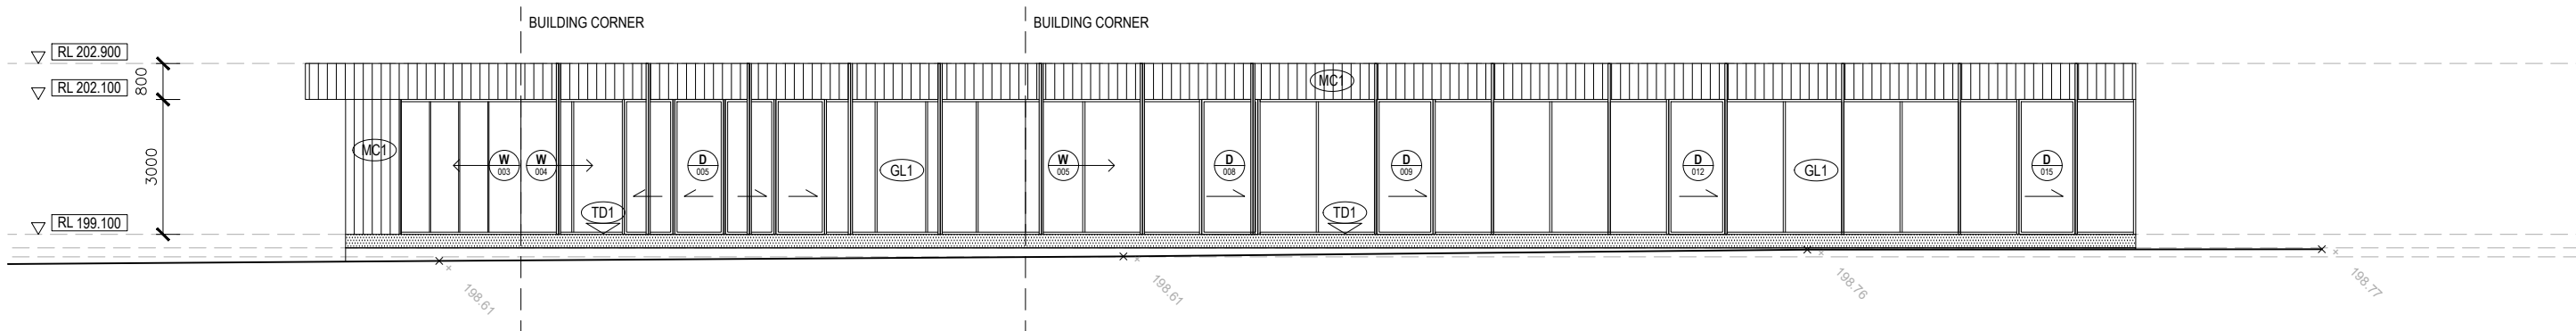 BUILDING CORNER
BUILDING CORNER
RL 202.900
800
RL 202.100
MC1
MC1
3000
W
003
W
004
D
005
GL1
W
005
D
008
D
009
D
012
GL1
D
015
TD1
TD1
RL 199.100
198.61
198.61
198.76
198.77